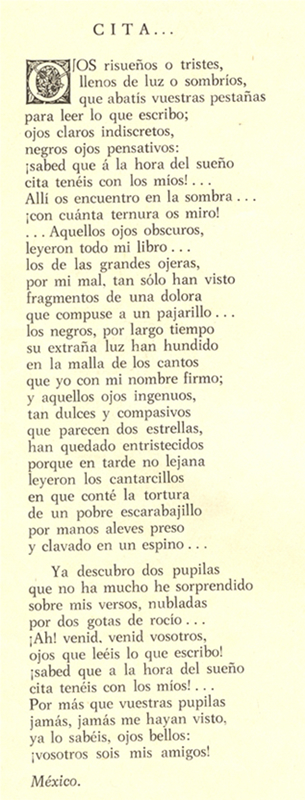 CITA...
OJOS risueños o tristes,
llenos de luz o sombríos,
que abatís vuestras pestañas
para leer lo que escribo;
ojos claros indiscretos,
negros ojos pensativos:
¡sabed que á la hora del sueño
cita tenéis con los míos!...
Allí os encuentro en la sombra...
¡con cuánta ternura os miro!
...Aquellos ojos obscuros,
leyeron todo mi libro...
los de las grandes ojeras,
por mi mal, tan sólo han visto
fragmentos de una dolora
que compuse a un pajarillo...
los negros, por largo tiempo
su extraña luz han hundido
en la malla de los cantos
que yo con mi nombre firmo;
y aquellos ojos ingenuos,
tan dulces y compasivos
que parecen dos estrellas,
han quedado entristecidos
porque en tarde no lejana
leyeron los cantarcillos
en que conté la tortura
de un pobre escarabajillo
por manos aleves preso
y clavado en un espino...
Ya descubro dos pupilas
que no ha mucho he sorprendido
sobre mis versos, nubladas
por dos gotas de rocío...
¡Ah! venid, venid vosotros,
ojos que leéis lo que escribo!
¡sabed que a la hora del sueño
cita tenéis con los míos!...
Por más que vuestras pupilas
jamás, jamás me hayan visto,
ya lo sabéis, ojos bellos:
¡vosotros sois mis amigos!
México.